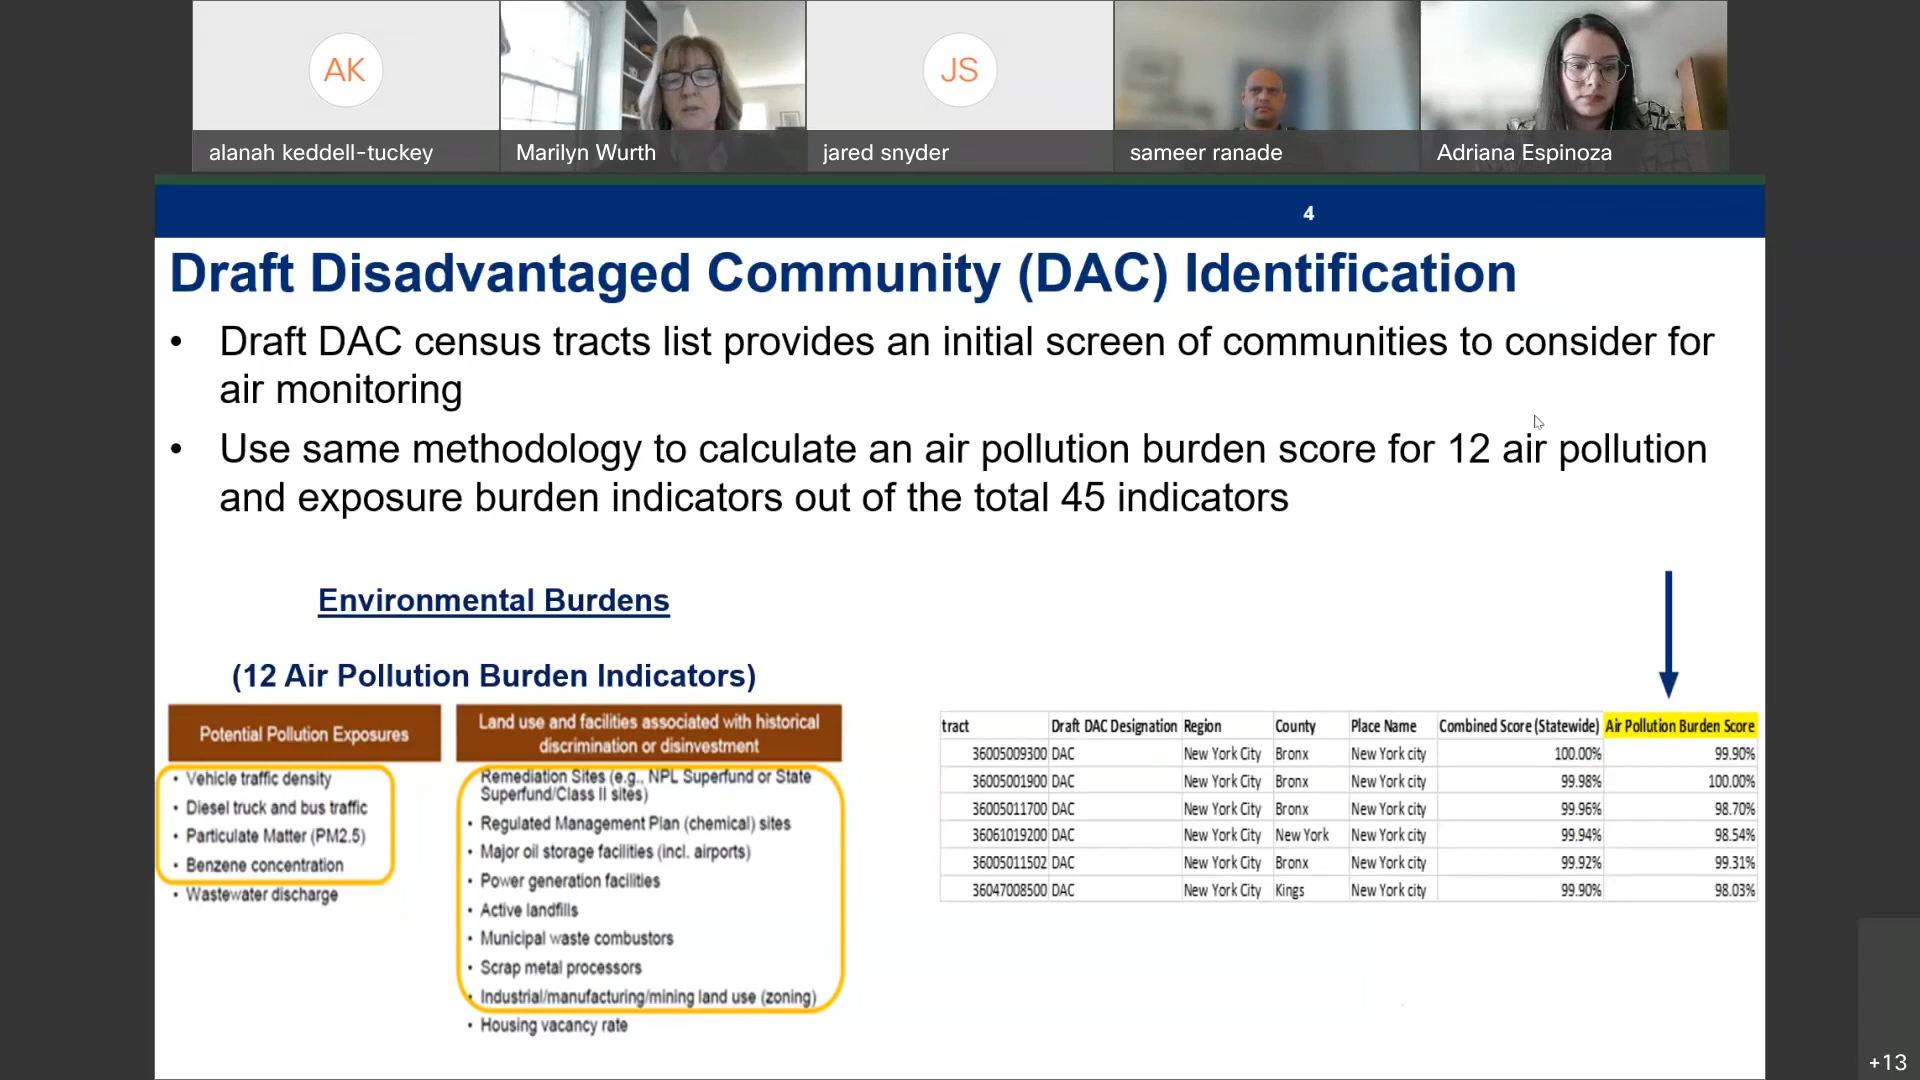 AK
JS
alanah keddell-tuckey
Marilyn Wurth
jared snyder
sameer ranade
Adriana Espinoza
4
Draft Disadvantaged Community (DAC) Identification
• Draft DAC census tracts list provides an initial screen of communities to consider for
air monitoring
• Use same methodology to calculate an air pollution burden score for 12 air pollution
and exposure burden indicators out of the total 45 indicators
Environmental Burdens
(12 Air Pollution Burden Indicators)
Potential Pollution Exposures
• Vehicle traffic density
• Diesel truck and bus traffic
• Particulate Matter (PM2.5)
• Benzene concentration
• Wastewater discharge
Land use and facilities associated with historical
discrimination or disinvestment
Remediation Sites (e.g., NPL Superfund or State
Superfund/Class II sites)
• Regulated Management Plan (chemical) sites
• Major oil storage facilities (incl. airports)
• Power generation facilities
• Active landfills
• Municipal waste combustors
• Scrap metal processors
• Industrial/manufacturing/mining land use (zoning)
• Housing vacancy rate
tract Draft DAC Designation Region County Place Name Combined Score (Statewide) Air Pollution Burden Score
36005009300 DAC New York City Bronx New York city 100.00% 99.90%
36005001900 DAC New York City Bronx New York city 99.98% 100.00%
36005011700 DAC New York City Bronx New York city 99.96% 98.70%
36061019200 DAC New York City New York New York city 99.94% 98.54%
36005011502 DAC New York City Bronx New York city 99.92% 99.31%
36047008500 DAC New York City Kings New York city 99.90% 98.03%
+13